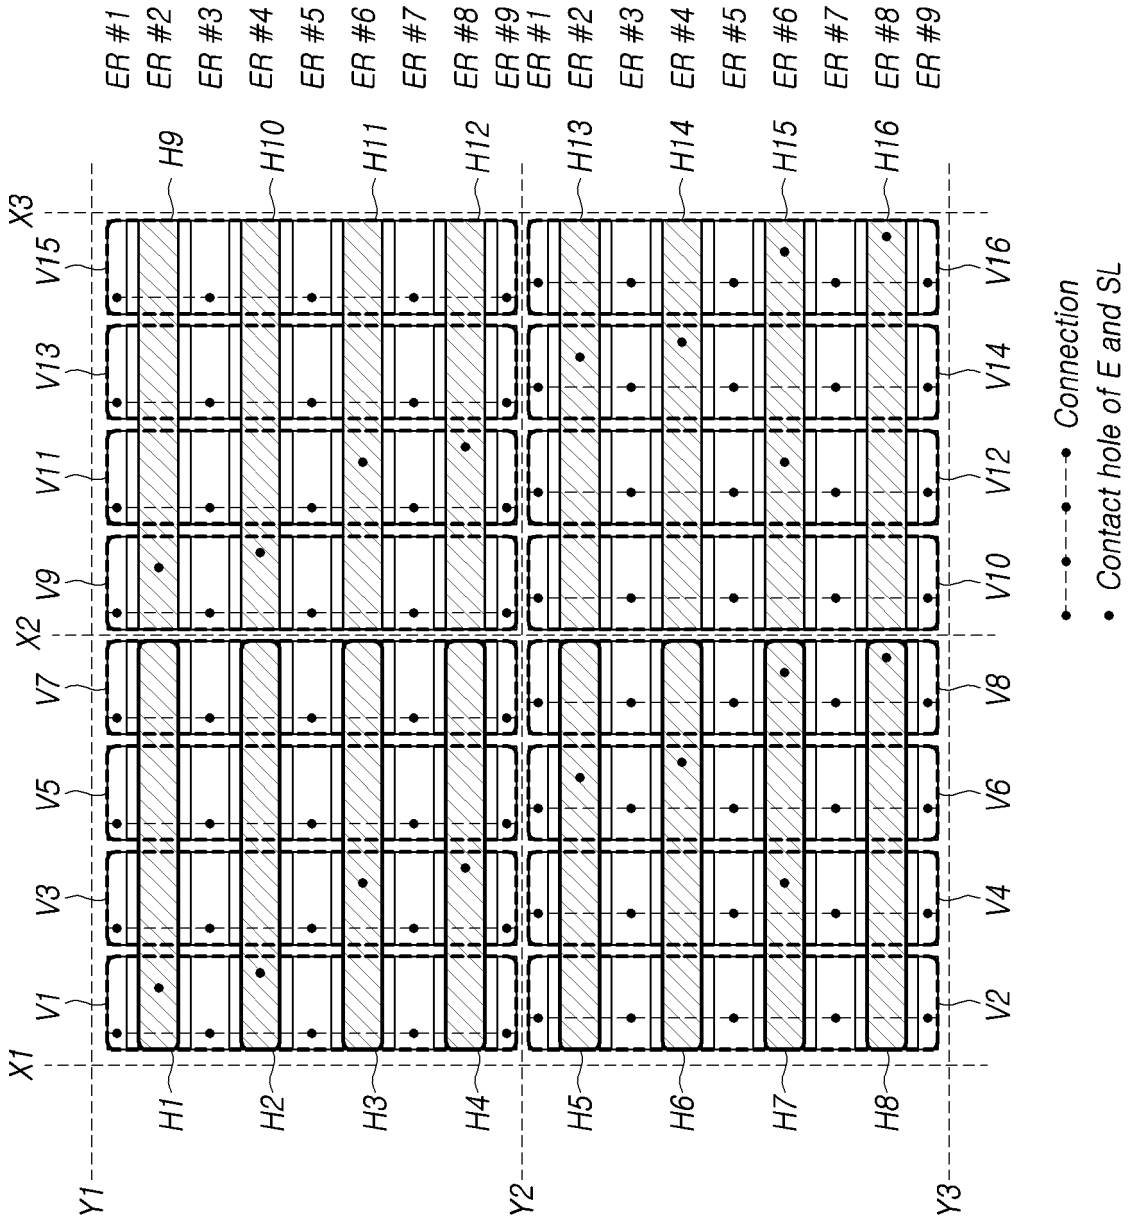 X1
X2
X3
V1
V3
V5
V7
V9
V11
V13
V15
Y1
ER #1
H1
H9
ER #2
ER #3
H2
H10
ER #4
ER #5
H3
H11
ER #6
ER #7
H4
H12
ER #8
ER #9
Y2
ER #1
H5
H13
ER #2
ER #3
H6
H14
ER #4
ER #5
H7
H15
ER #6
ER #7
H8
H16
ER #8
ER #9
Y3
V2
V4
V6
V8
V10
V12
V14
V16
Connection
Contact hole of E and SL